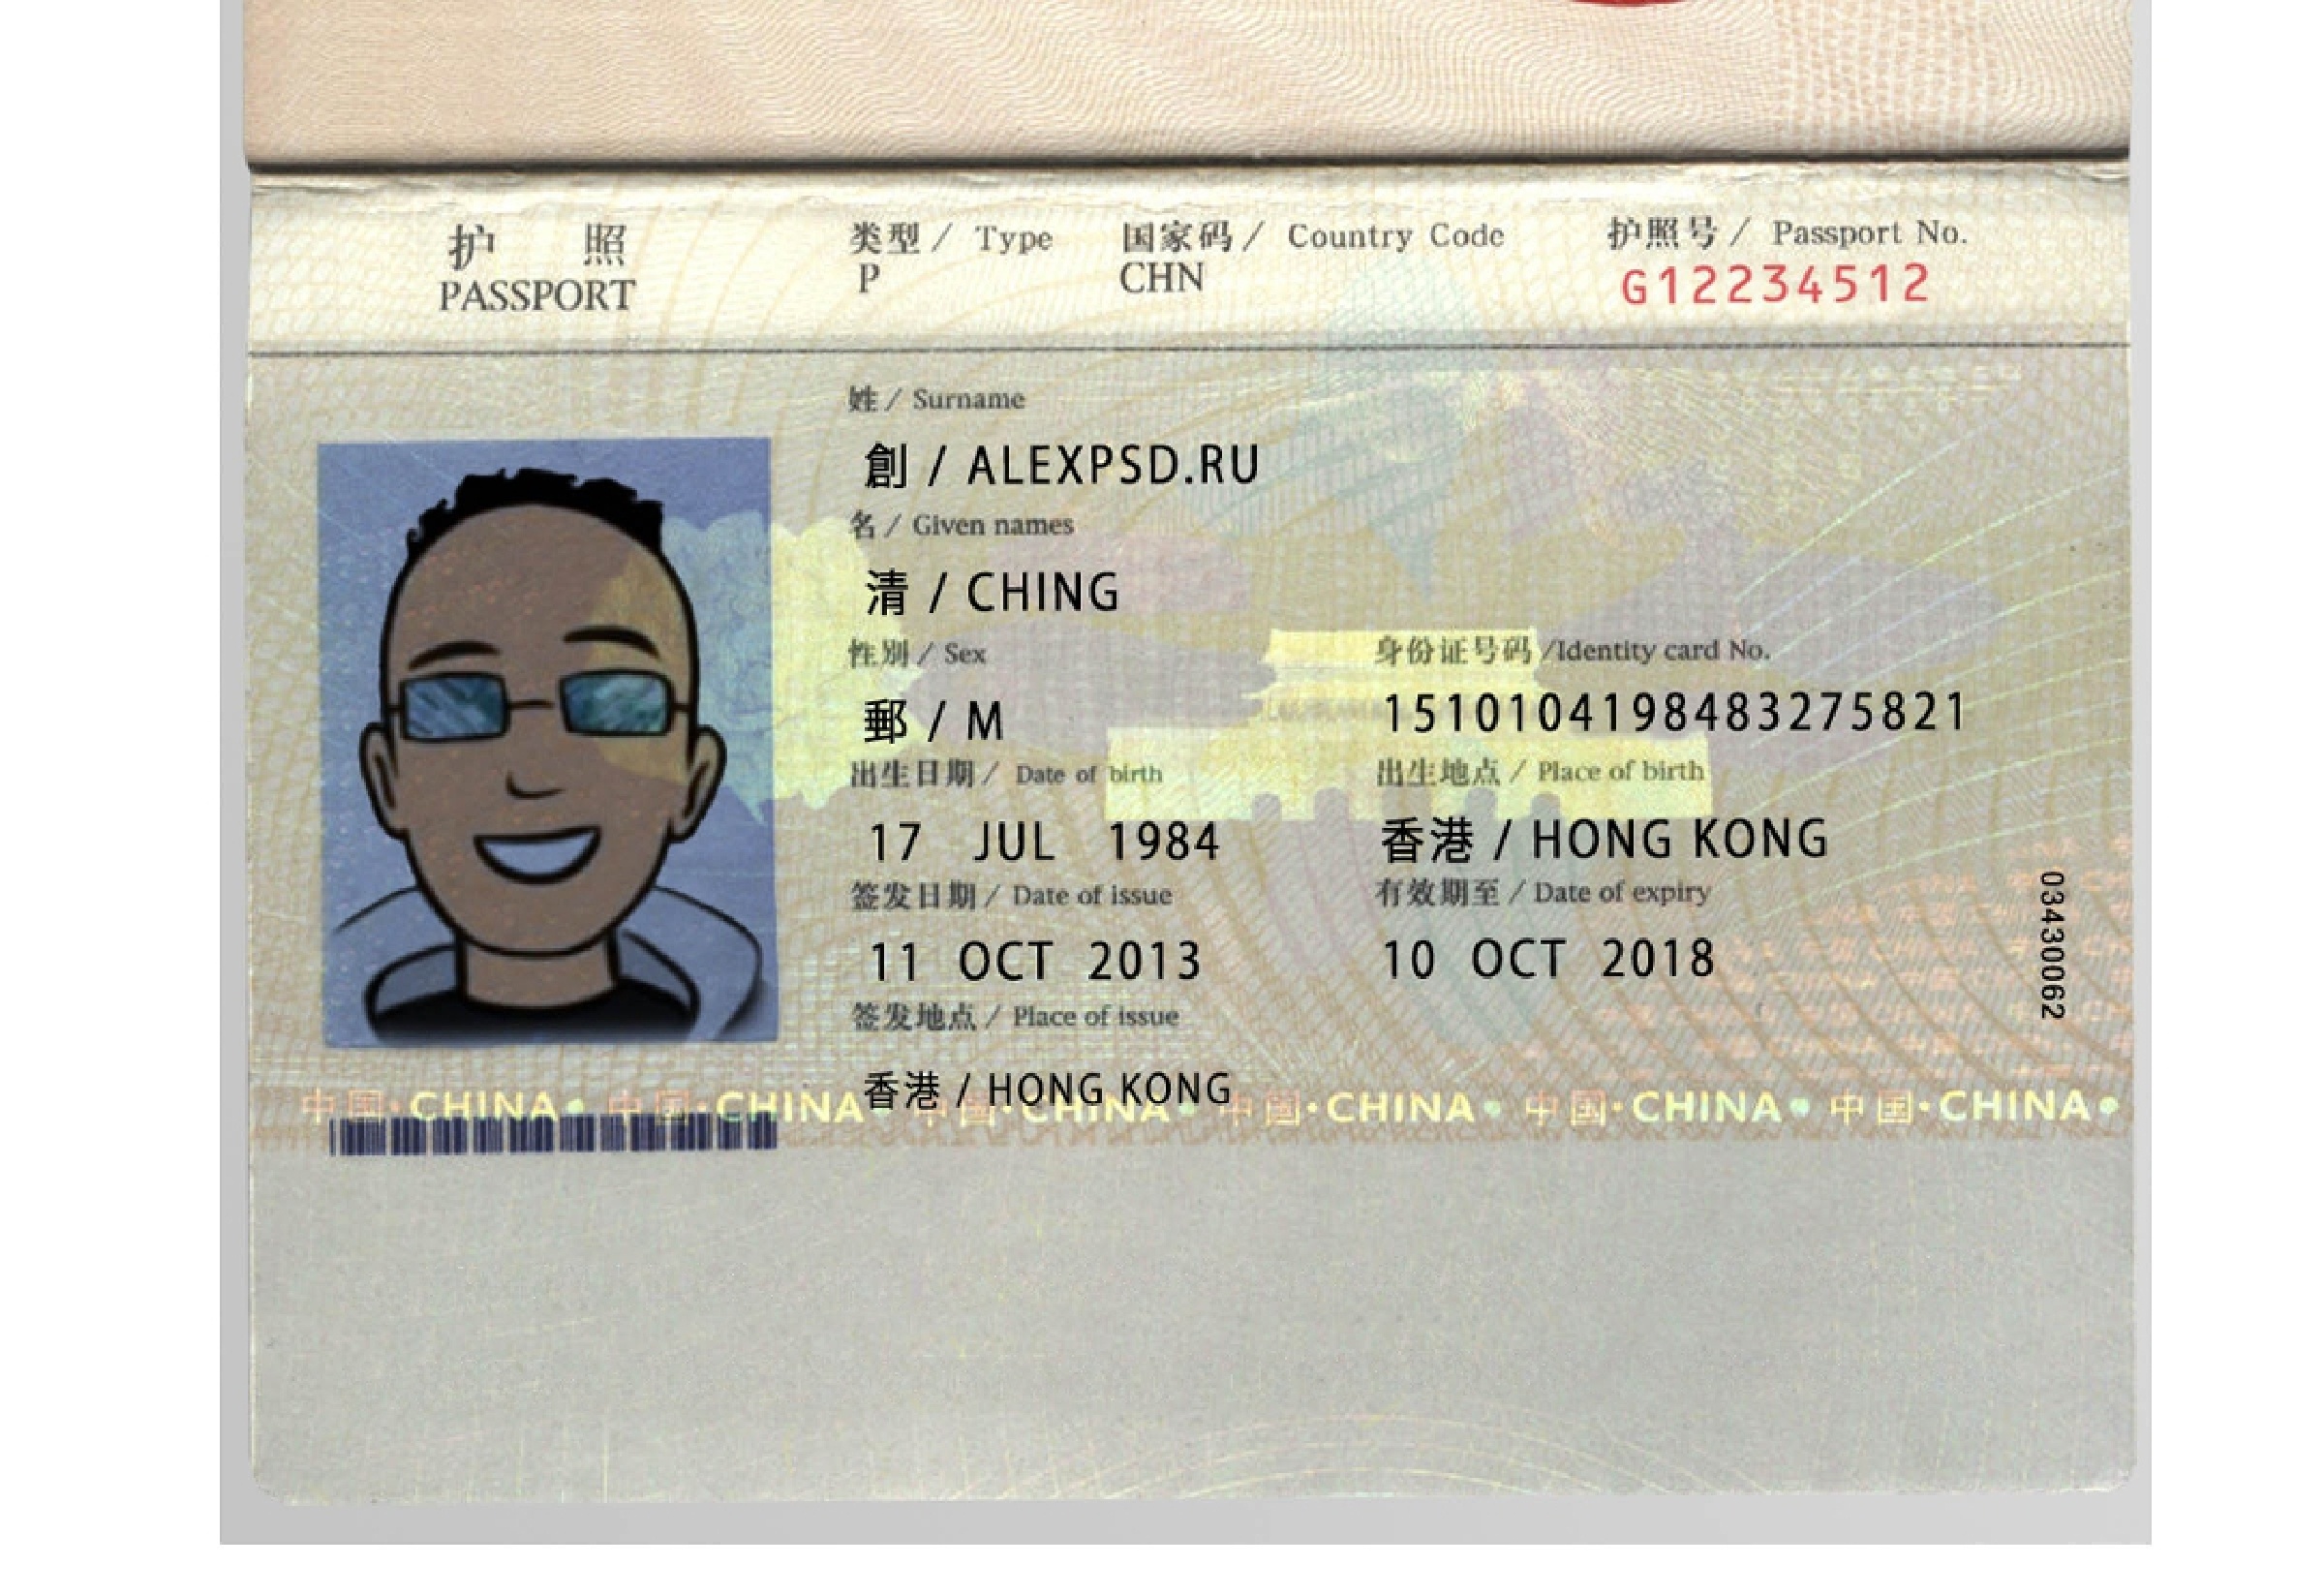 护照 类型 / Type 国家码 / Country Code 护照号 / Passport No.
PASSPORT P CHN G12234512
姓 / Surname
創 / ALEXPSD.RU
名 / Given names
清 / CHING
性别 / Sex 身份证号码 /Identity card No.
郵 / M 151010419848327582​1
出生日期 / Date of birth 出生地点 / Place of birth
17 JUL 1984 香港 / HONG KONG
签发日期 / Date of issue 有效期至 / Date of expiry
11 OCT 2013 10 OCT 2018
03430062
签发地点 / Place of issue
香港 / HONG KONG
中国·CHINA· 中国·CHINA· 中国·CHINA· 中国·CHINA· 中国·CHINA· 中国·CHINA·